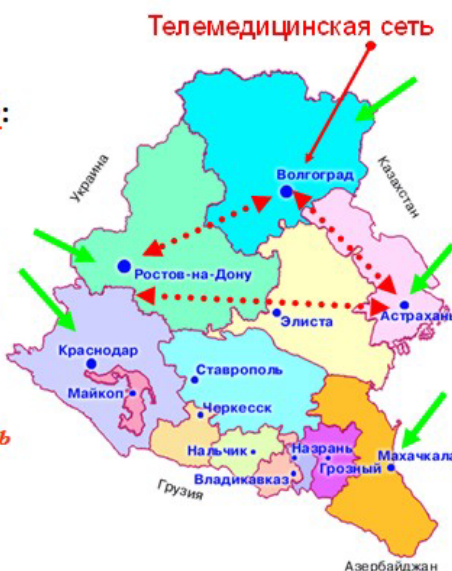 Телемедицинская сеть
:
Украина
Казахстан
Волгоград
Ростов-на-Дону
Астрахань
Элиста
Краснодар
Ставрополь
Майкоп
Черкесск
Нальчик
Назрань
Махачкала
Грозный
Владикавказ
Грузия
ь
Азербайджан